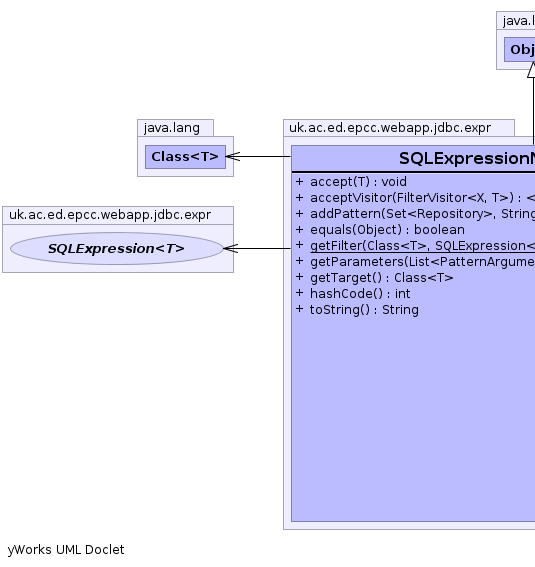 java.l
Obj
java.lang
Class<T>
uk.ac.ed.epcc.webapp.jdbc.expr
SQLExpression<T>
uk.ac.ed.epcc.webapp.jdbc.expr
SQLExpressionM
+ accept(T) : void
+ acceptVisitor(FilterVisitor<X, T>) : <
+ addPattern(Set<Repository>, String
+ equals(Object) : boolean
+ getFilter(Class<T>, SQLExpression<
+ getParameters(List<PatternArgume
+ getTarget() : Class<T>
+ hashCode() : int
+ toString() : String
yWorks UML Doclet